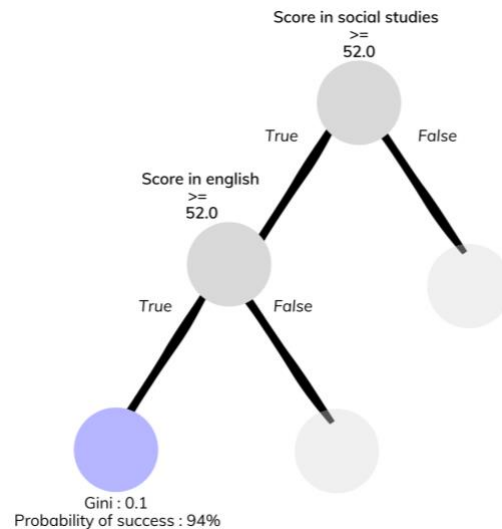 Score in social studies
>=
52.0
True
False
Score in english
>=
52.0
True
False
Gini : 0.1
Probability of success : 94%